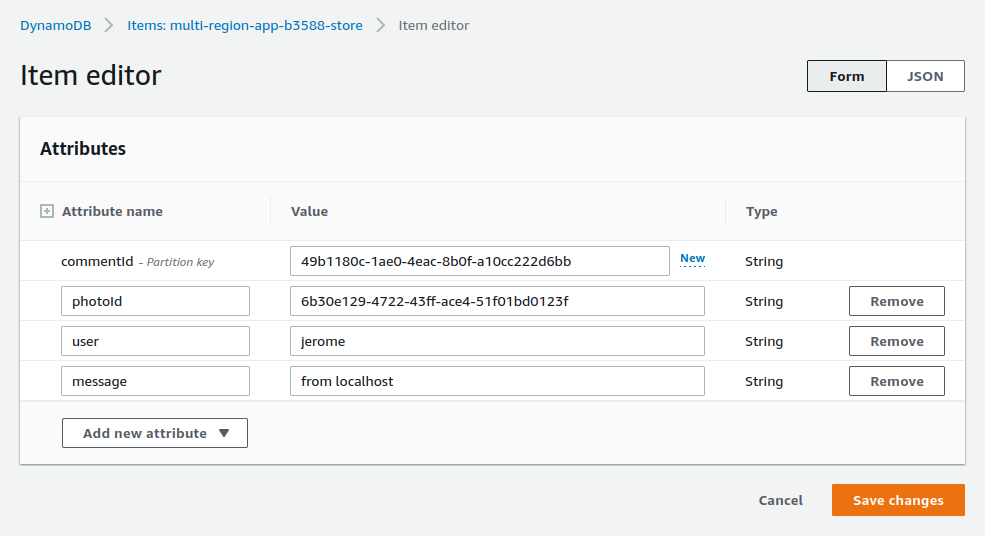 DynamoDB > Items: multi-region-app-b3588-store > Item editor
Item editor
Form JSON
Attributes
Attribute name Value Type
commentId - Partition key 49b1180c-1ae0-4eac-8b0f-a10cc222d6bb New String
photoId 6b30e129-4722-43ff-ace4-51f01bd0123f String Remove
user jerome String Remove
message from localhost String Remove
Add new attribute
Cancel Save changes